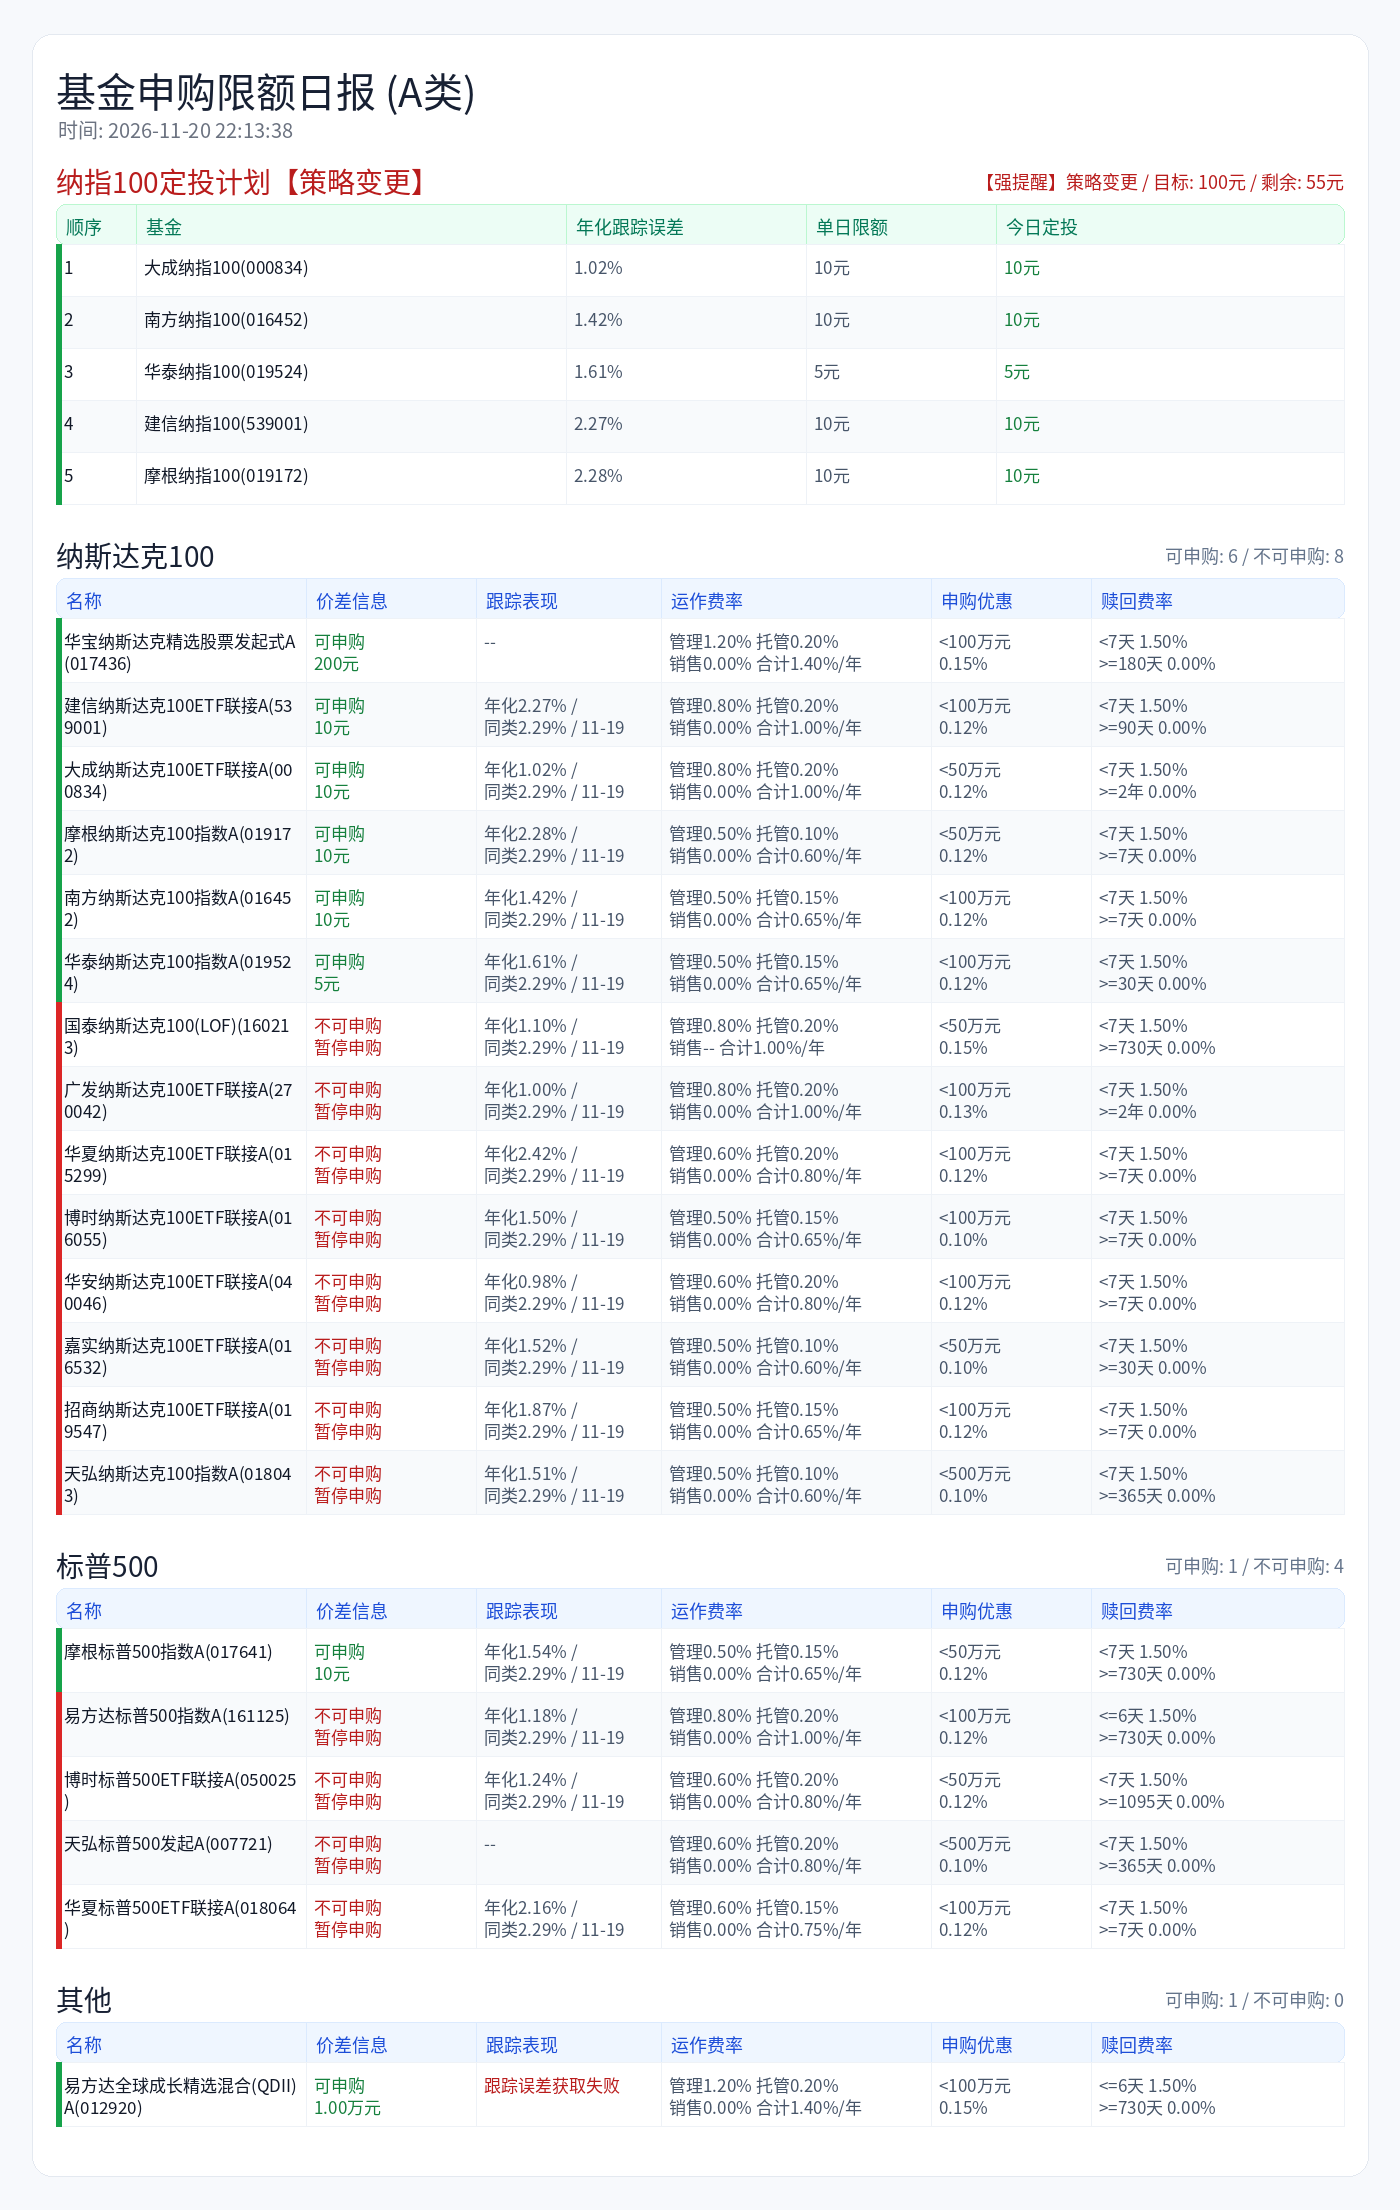 基金申购限额日报 (A类)
时间: 2026-11-20 22:13:38
纳指100定投计划【策略变更】 【强提醒】策略变更 / 目标: 100元 / 剩余: 55元
顺序 基金 年化跟踪误差 单日限额 今日定投
1 大成纳指100(000834) 1.02% 10元 10元
2 南方纳指100(016452) 1.42% 10元 10元
3 华泰纳指100(019524) 1.61% 5元 5元
4 建信纳指100(539001) 2.27% 10元 10元
5 摩根纳指100(019172) 2.28% 10元 10元
纳斯达克100 可申购: 6 / 不可申购: 8
名称 价差信息 跟踪表现 运作费率 申购优惠 赎回费率
华宝纳斯达克精选股票发起式A 可申购 -- 管理1.20% 托管0.20% <100万元 <7天 1.50%
(017436) 200元 销售0.00% 合计1.40%/年 0.15% >=180天 0.00%
建信纳斯达克100ETF联接A(53 可申购 年化2.27% / 管理0.80% 托管0.20% <100万元 <7天 1.50%
9001) 10元 同类2.29% / 11-19 销售0.00% 合计1.00%/年 0.12% >=90天 0.00%
大成纳斯达克100ETF联接A(00 可申购 年化1.02% / 管理0.80% 托管0.20% <50万元 <7天 1.50%
0834) 10元 同类2.29% / 11-19 销售0.00% 合计1.00%/年 0.12% >=2年 0.00%
摩根纳斯达克100指数A(01917 可申购 年化2.28% / 管理0.50% 托管0.10% <50万元 <7天 1.50%
2) 10元 同类2.29% / 11-19 销售0.00% 合计0.60%/年 0.12% >=7天 0.00%
南方纳斯达克100指数A(01645 可申购 年化1.42% / 管理0.50% 托管0.15% <100万元 <7天 1.50%
2) 10元 同类2.29% / 11-19 销售0.00% 合计0.65%/年 0.12% >=7天 0.00%
华泰纳斯达克100指数A(01952 可申购 年化1.61% / 管理0.50% 托管0.15% <100万元 <7天 1.50%
4) 5元 同类2.29% / 11-19 销售0.00% 合计0.65%/年 0.12% >=30天 0.00%
国泰纳斯达克100(LOF)(16021 不可申购 年化1.10% / 管理0.80% 托管0.20% <50万元 <7天 1.50%
3) 暂停申购 同类2.29% / 11-19 销售-- 合计1.00%/年 0.15% >=730天 0.00%
广发纳斯达克100ETF联接A(27 不可申购 年化1.00% / 管理0.80% 托管0.20% <100万元 <7天 1.50%
0042) 暂停申购 同类2.29% / 11-19 销售0.00% 合计1.00%/年 0.13% >=2年 0.00%
华夏纳斯达克100ETF联接A(01 不可申购 年化2.42% / 管理0.60% 托管0.20% <100万元 <7天 1.50%
5299) 暂停申购 同类2.29% / 11-19 销售0.00% 合计0.80%/年 0.12% >=7天 0.00%
博时纳斯达克100ETF联接A(01 不可申购 年化1.50% / 管理0.50% 托管0.15% <100万元 <7天 1.50%
6055) 暂停申购 同类2.29% / 11-19 销售0.00% 合计0.65%/年 0.10% >=7天 0.00%
华安纳斯达克100ETF联接A(04 不可申购 年化0.98% / 管理0.60% 托管0.20% <100万元 <7天 1.50%
0046) 暂停申购 同类2.29% / 11-19 销售0.00% 合计0.80%/年 0.12% >=7天 0.00%
嘉实纳斯达克100ETF联接A(01 不可申购 年化1.52% / 管理0.50% 托管0.10% <50万元 <7天 1.50%
6532) 暂停申购 同类2.29% / 11-19 销售0.00% 合计0.60%/年 0.10% >=30天 0.00%
招商纳斯达克100ETF联接A(01 不可申购 年化1.87% / 管理0.50% 托管0.15% <100万元 <7天 1.50%
9547) 暂停申购 同类2.29% / 11-19 销售0.00% 合计0.65%/年 0.12% >=7天 0.00%
天弘纳斯达克100指数A(01804 不可申购 年化1.51% / 管理0.50% 托管0.10% <500万元 <7天 1.50%
3) 暂停申购 同类2.29% / 11-19 销售0.00% 合计0.60%/年 0.10% >=365天 0.00%
标普500 可申购: 1 / 不可申购: 4
名称 价差信息 跟踪表现 运作费率 申购优惠 赎回费率
摩根标普500指数A(017641) 可申购 年化1.54% / 管理0.50% 托管0.15% <50万元 <7天 1.50%
10元 同类2.29% / 11-19 销售0.00% 合计0.65%/年 0.12% >=730天 0.00%
易方达标普500指数A(161125) 不可申购 年化1.18% / 管理0.80% 托管0.20% <100万元 <=6天 1.50%
暂停申购 同类2.29% / 11-19 销售0.00% 合计1.00%/年 0.12% >=730天 0.00%
博时标普500ETF联接A(050025 不可申购 年化1.24% / 管理0.60% 托管0.20% <50万元 <7天 1.50%
) 暂停申购 同类2.29% / 11-19 销售0.00% 合计0.80%/年 0.12% >=1095天 0.00%
天弘标普500发起A(007721) 不可申购 -- 管理0.60% 托管0.20% <500万元 <7天 1.50%
暂停申购 销售0.00% 合计0.80%/年 0.10% >=365天 0.00%
华夏标普500ETF联接A(018064 不可申购 年化2.16% / 管理0.60% 托管0.15% <100万元 <7天 1.50%
) 暂停申购 同类2.29% / 11-19 销售0.00% 合计0.75%/年 0.12% >=7天 0.00%
其他 可申购: 1 / 不可申购: 0
名称 价差信息 跟踪表现 运作费率 申购优惠 赎回费率
易方达全球成长精选混合(QDII) 可申购 跟踪误差获取失败 管理1.20% 托管0.20% <100万元 <=6天 1.50%
A(012920) 1.00万元 销售0.00% 合计1.40%/年 0.15% >=730天 0.00%